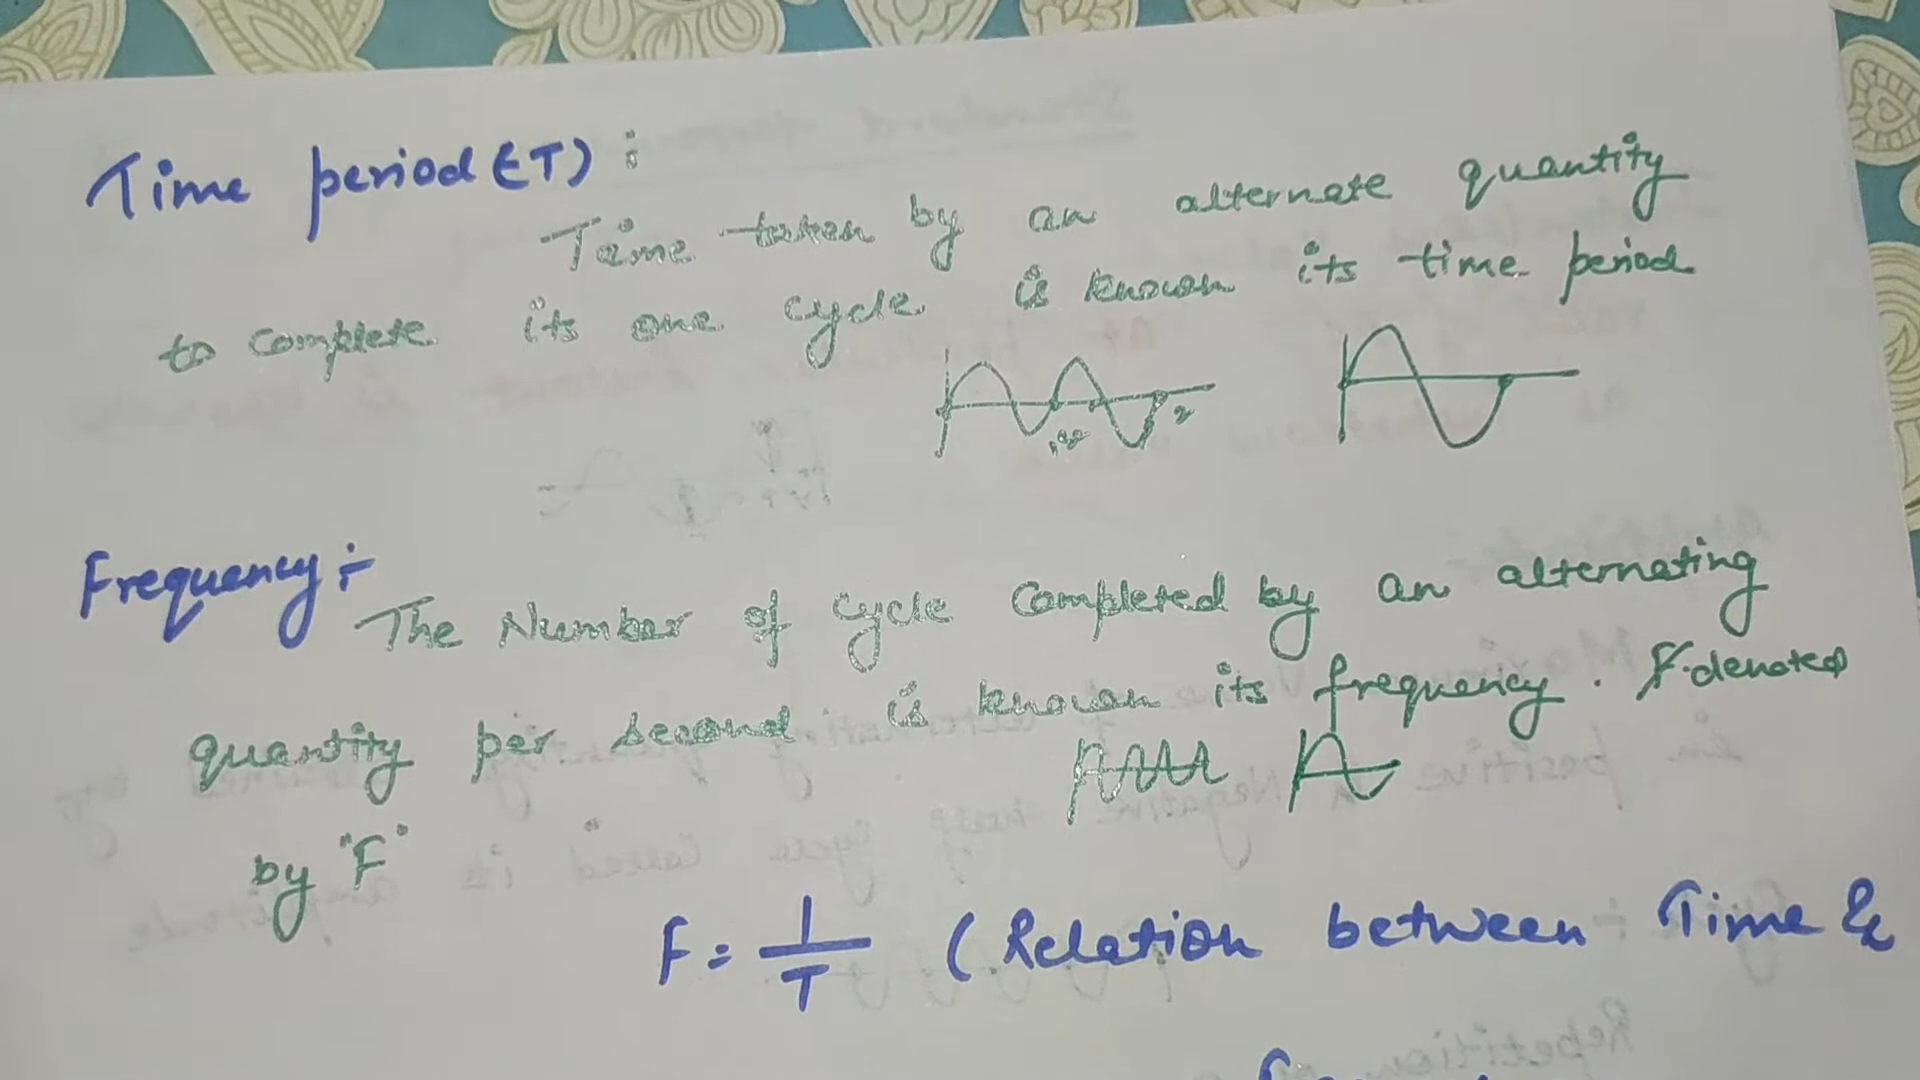 Time period (T) :
Time taken by an alternate quantity
to complete its one cycle is known its time period
2
Frequency :-
The Number of cycle completed by an alternating
quantity per second is known its frequency. F. denoted
by "F"
F = 1/T (Relation between Time &